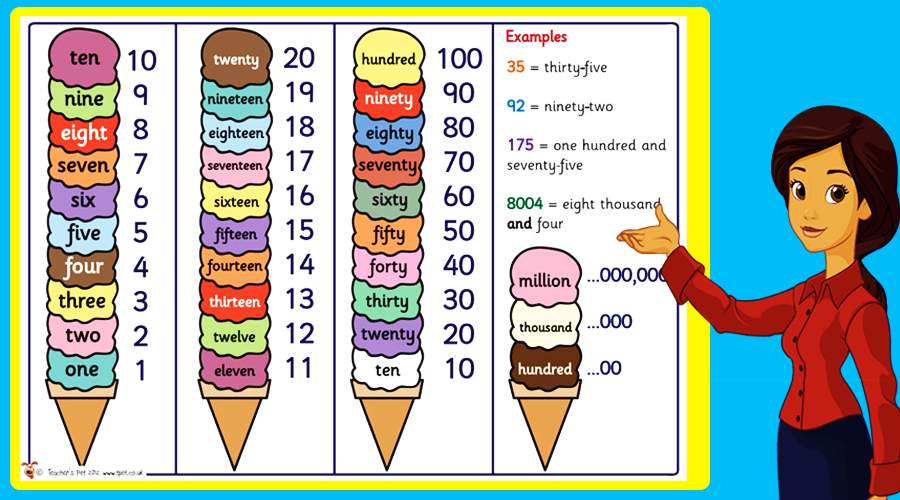 ten 10
nine 9
eight 8
seven 7
six 6
five 5
four 4
three 3
two 2
one 1
twenty 20
nineteen 19
eighteen 18
seventeen 17
sixteen 16
fifteen 15
fourteen 14
thirteen 13
twelve 12
eleven 11
hundred 100
ninety 90
eighty 80
seventy 70
sixty 60
fifty 50
forty 40
thirty 30
twenty 20
ten 10
Examples
35 = thirty-five
92 = ninety-two
175 = one hundred and
seventy-five
8004 = eight thousand
and four
million ...000,000
thousand ...000
hundred ...00
© Teacher's Pet 2012 www.tpet.co.uk